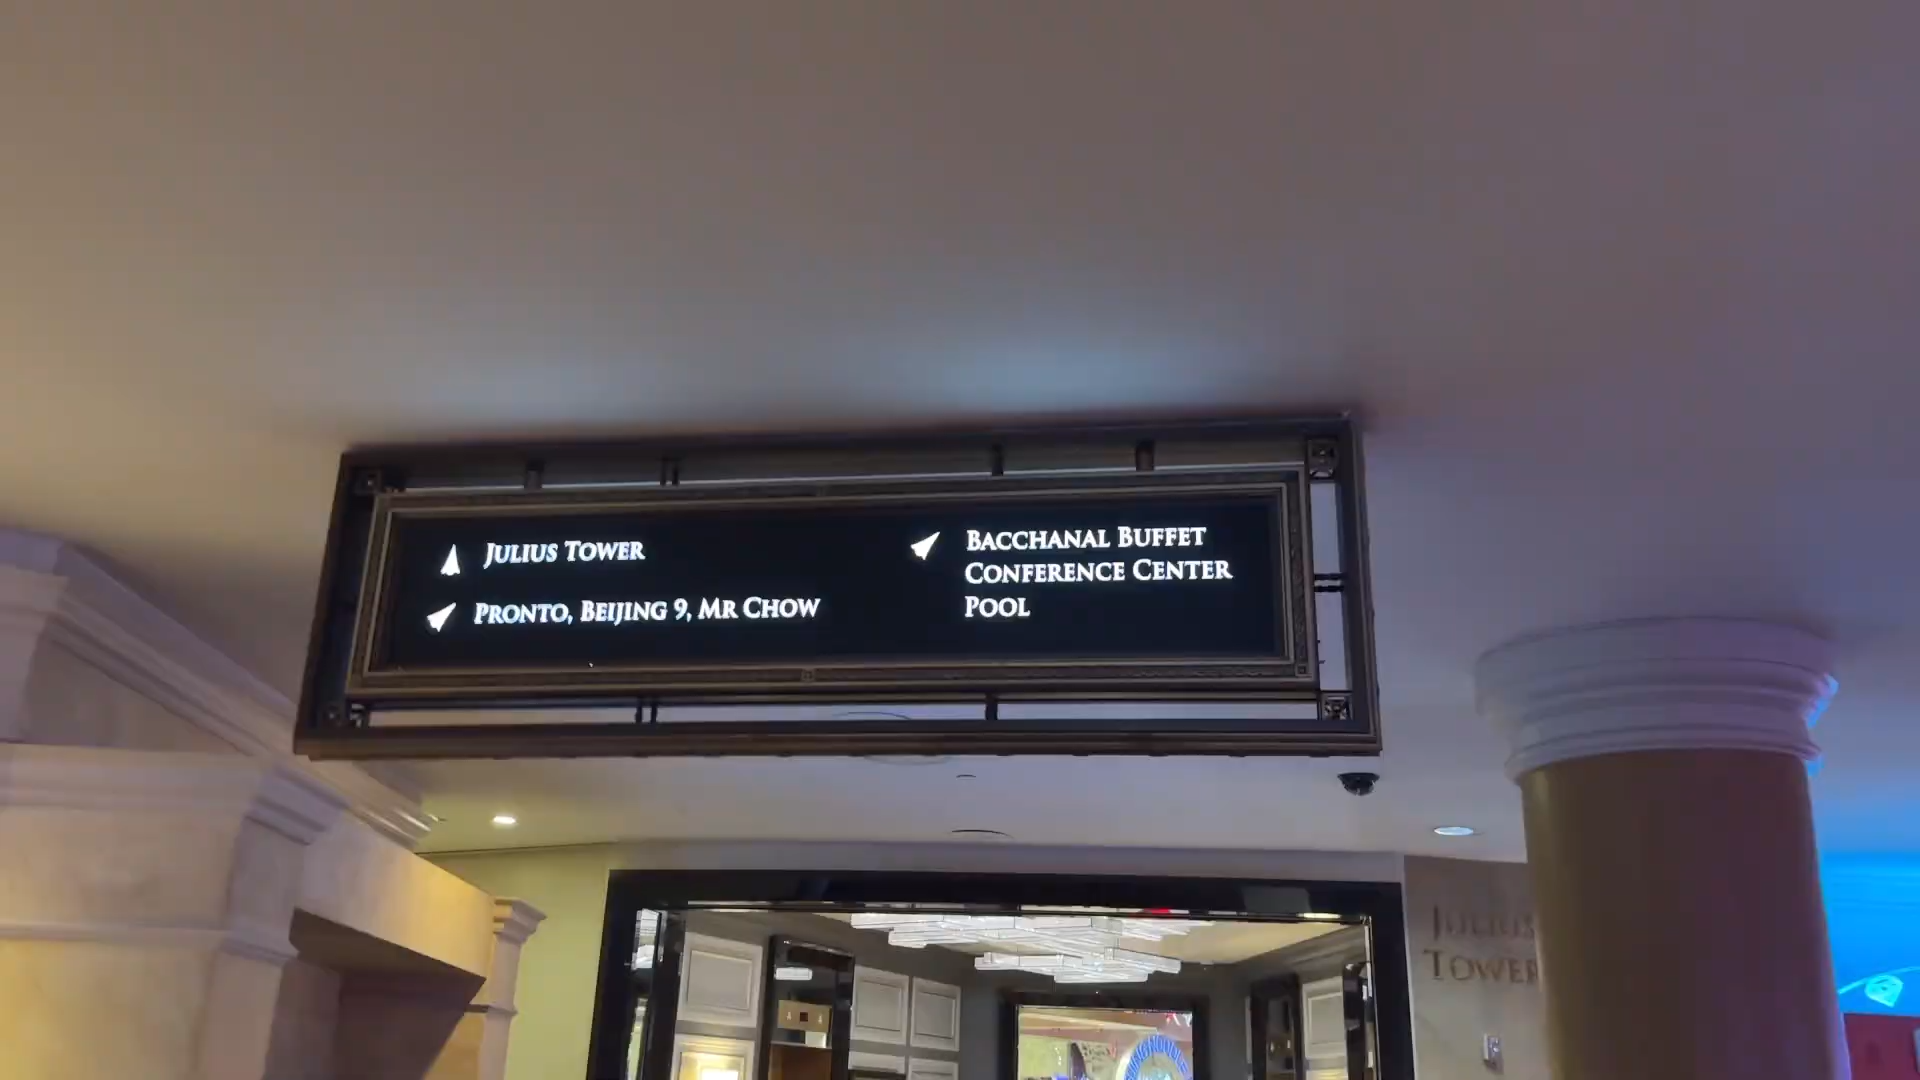 JULIUS TOWER
PRONTO, BEIJING 9, MR CHOW
BACCHANAL BUFFET
CONFERENCE CENTER
POOL
JULIUS
TOWER